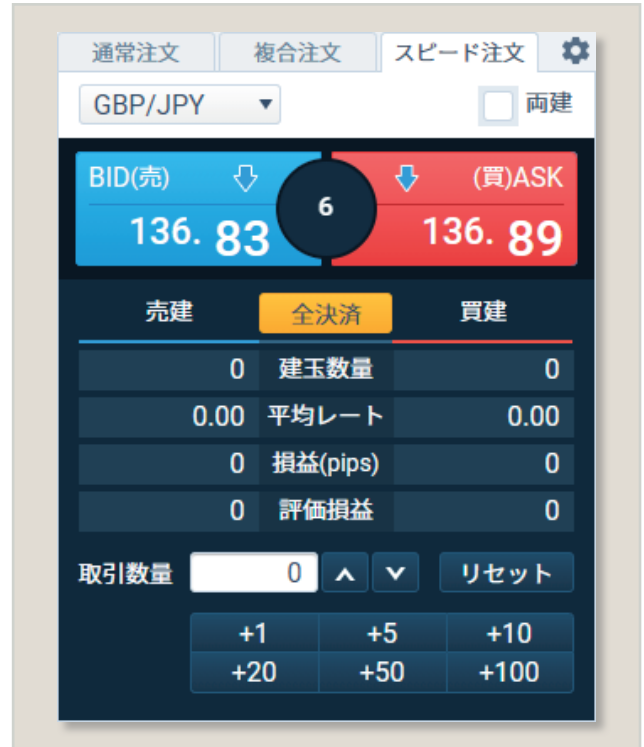 通常注文 複合注文 スピード注文
GBP/JPY 両建
BID(売) (買)ASK
136. 83 6 136. 89
売建 全決済 買建
0 建玉数量 0
0.00 平均レート 0.00
0 損益(pips) 0
0 評価損益 0
取引数量 0 リセット
+1 +5 +10
+20 +50 +100